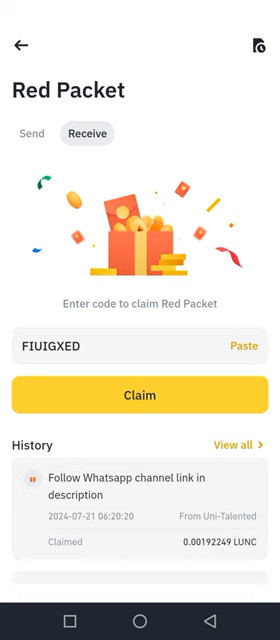 Red Packet
Send
Receive
Enter code to claim Red Packet
FIUIGXED
Paste
Claim
History
View all
Follow Whatsapp channel link in
description
2024-07-21 06:20:20
From Uni-Talented
Claimed
0.00192249 LUNC